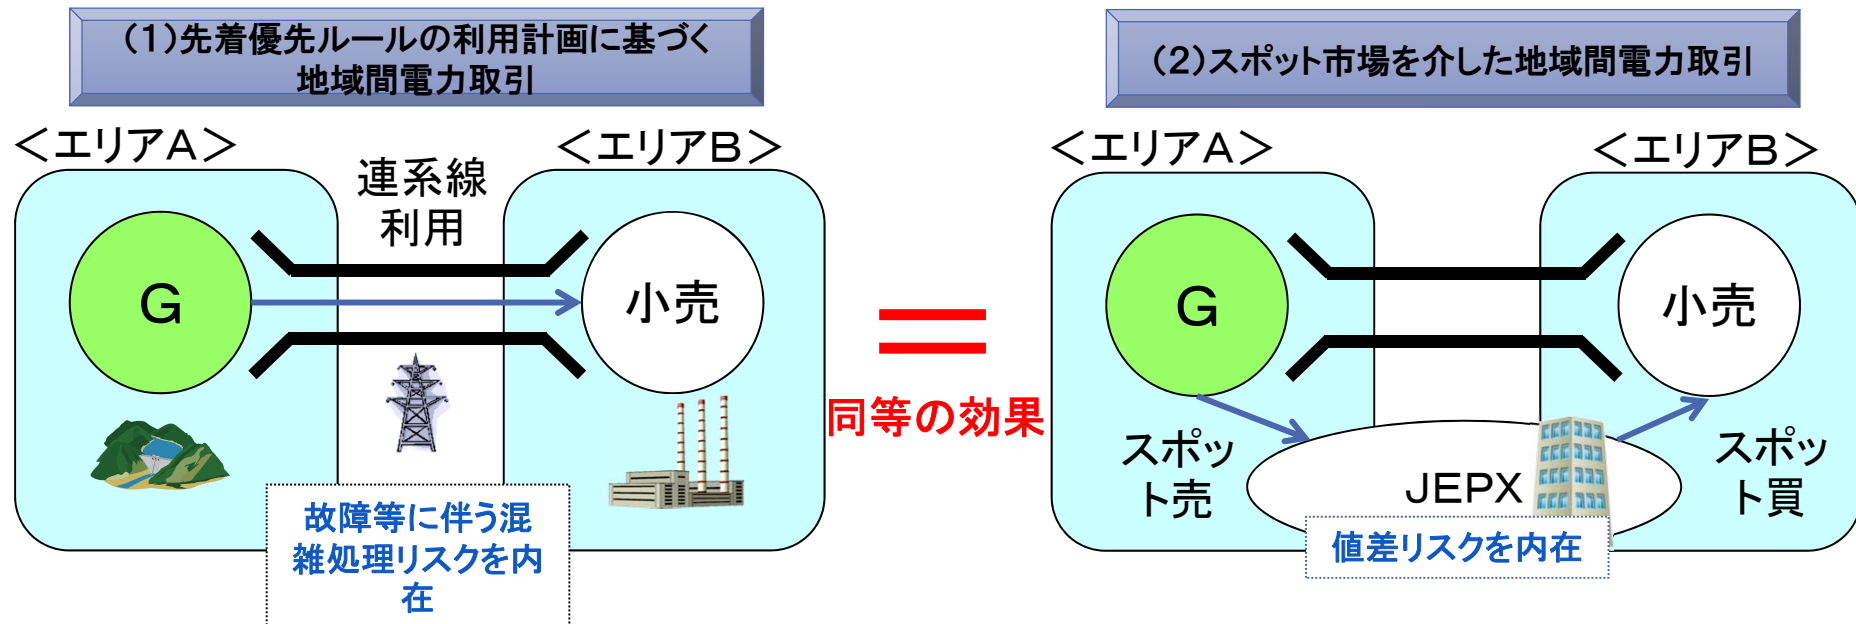 （１）先着優先ルールの利用計画に基づく
地域間電力取引
＜エリアＡ＞
連系線
利用
＜エリアＢ＞
Ｇ
小売
故障等に伴う混
雑処理リスクを内
在
同等の効果
（２）スポット市場を介した地域間電力取引
＜エリアＡ＞
＜エリアＢ＞
Ｇ
小売
スポッ
ト売
ＪＥＰＸ
スポッ
ト買
値差リスクを内在